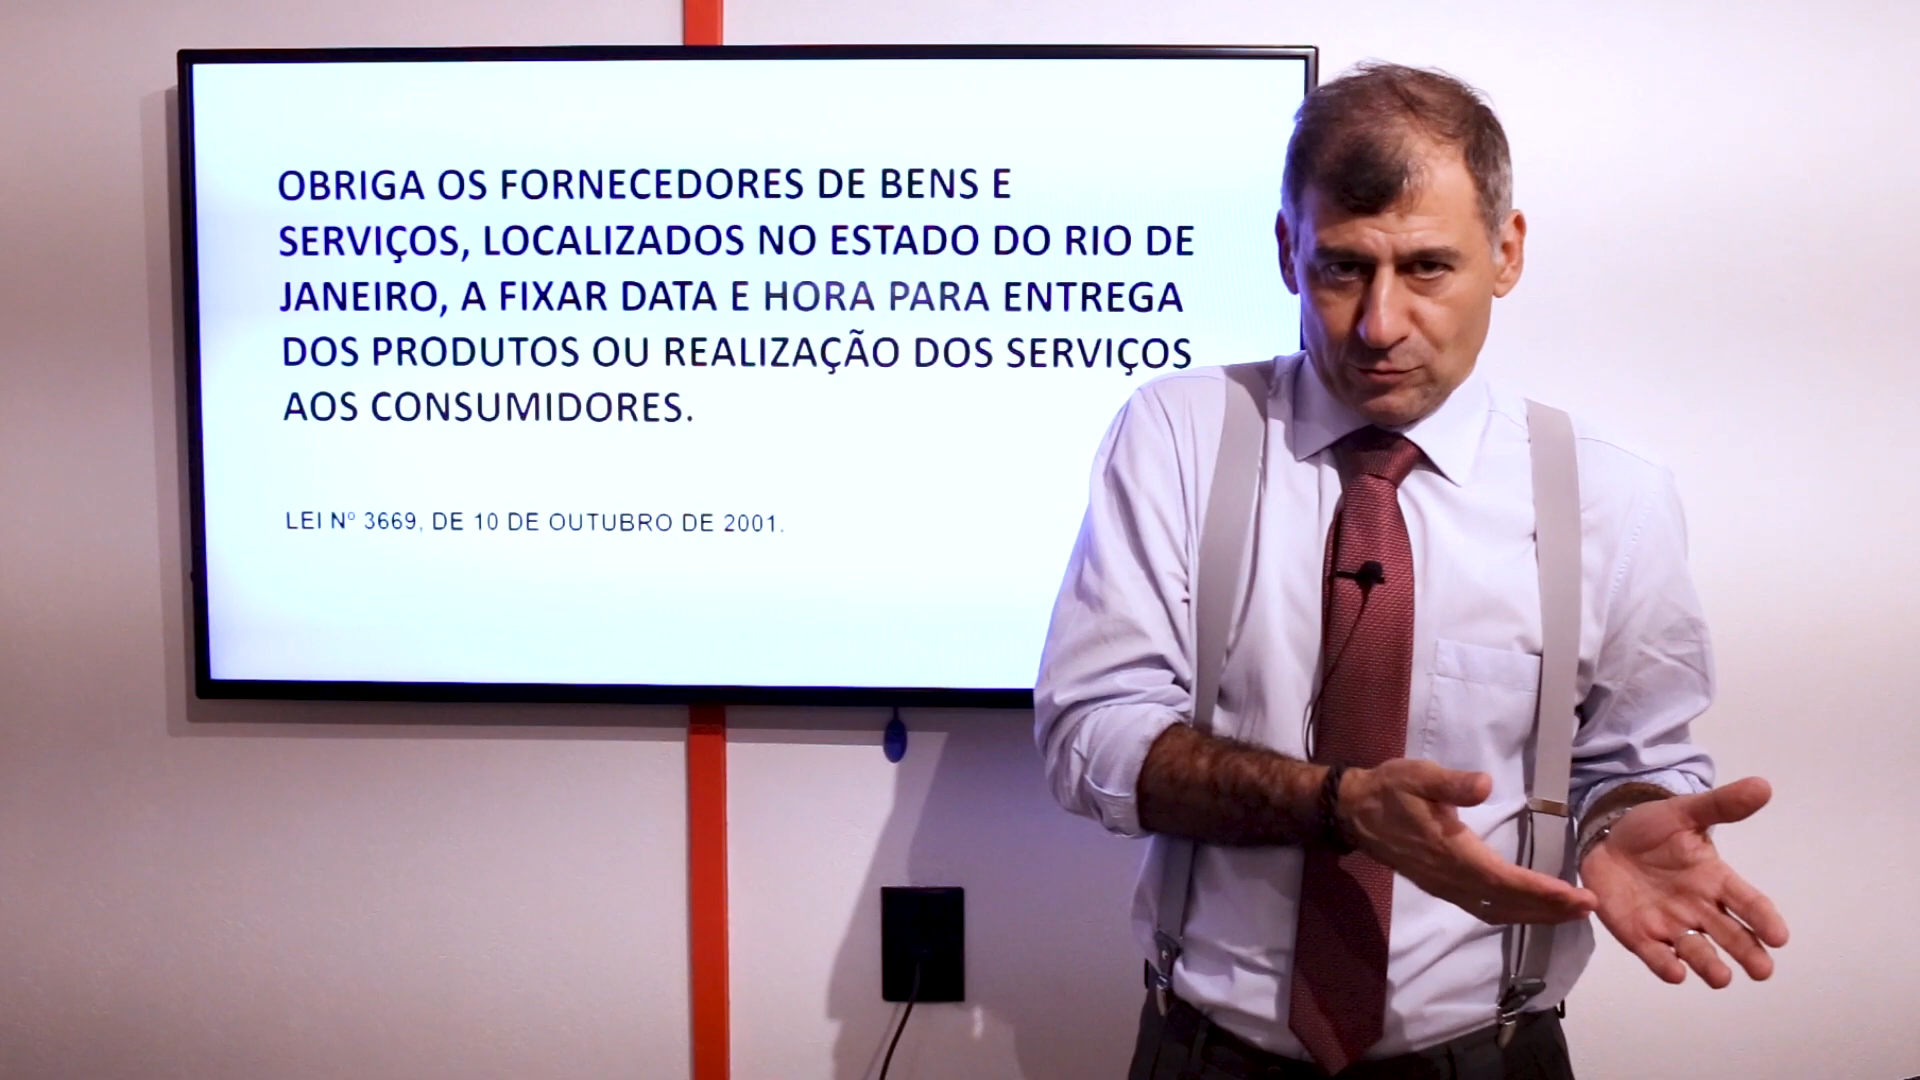 OBRIGA OS FORNECEDORES DE BENS E
SERVIÇOS, LOCALIZADOS NO ESTADO DO RIO DE
JANEIRO, A FIXAR DATA E HORA PARA ENTREGA
DOS PRODUTOS OU REALIZAÇÃO DOS SERVIÇOS
AOS CONSUMIDORES.
LEI Nº 3669, DE 10 DE OUTUBRO DE 2001.